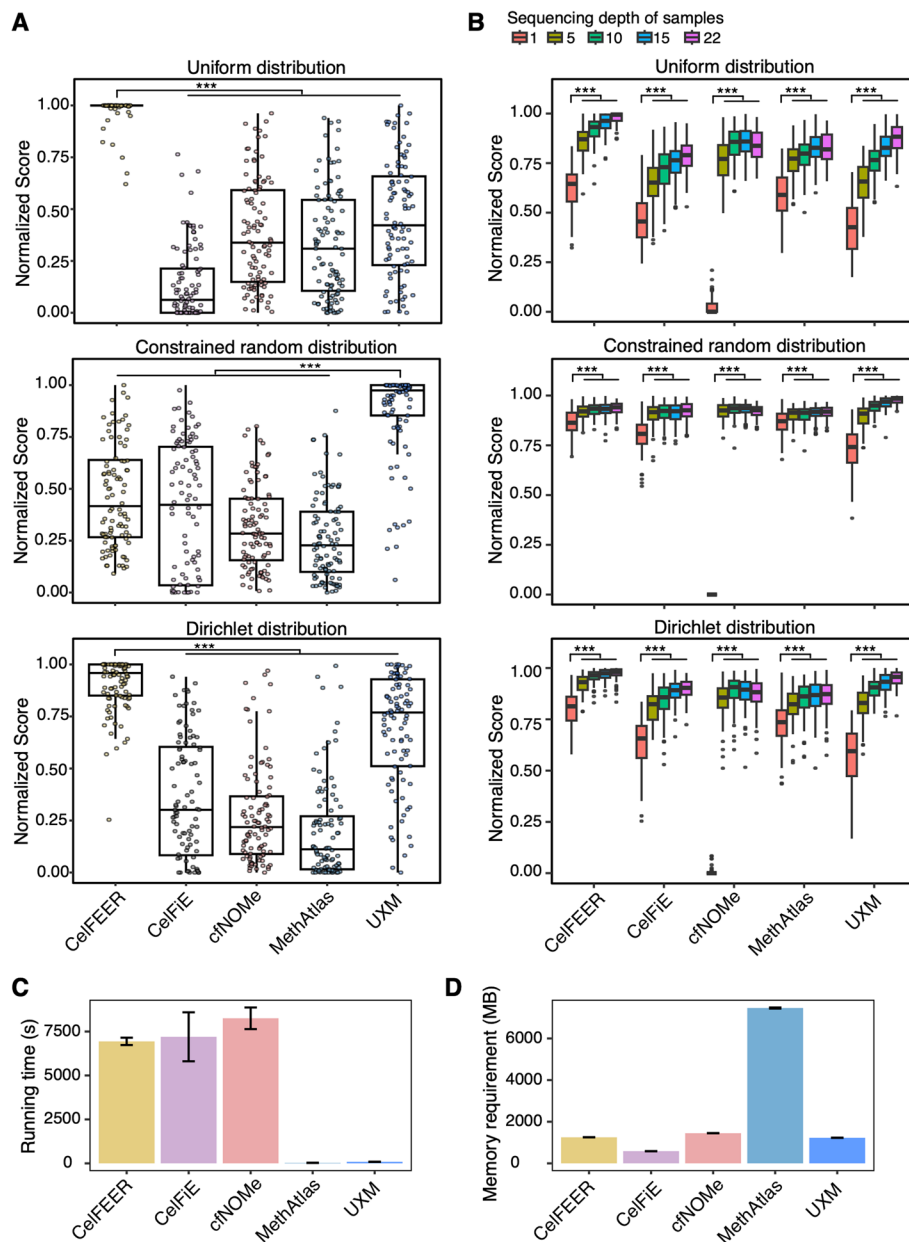 A
Uniform distribution
***
Normalized Score
1.00
0.75
0.50
0.25
0.00
Constrained random distribution
***
Normalized Score
1.00
0.75
0.50
0.25
0.00
Dirichlet distribution
***
Normalized Score
1.00
0.75
0.50
0.25
0.00
CelFEER
CelFiE
cfNOMe
MethAtlas
UXM
B
Sequencing depth of samples
1 5 10 15 22
Uniform distribution
*** *** *** *** ***
Normalized Score
1.00
0.75
0.50
0.25
0.00
Constrained random distribution
*** *** *** *** ***
Normalized Score
1.00
0.75
0.50
1.00
0.00
Dirichlet distribution
*** *** *** *** ***
Normalized Score
1.00
0.75
0.50
1.00
0.00
CelFEER
CelFiE
cfNOMe
MethAtlas
UXM
C
Running time (s)
7500
5000
2500
0
CelFEER
CelFiE
cfNOMe
MethAtlas
UXM
D
Memory requirement (MB)
6000
4000
2000
0
CelFEER
CelFiE
cfNOMe
MethAtlas
UXM